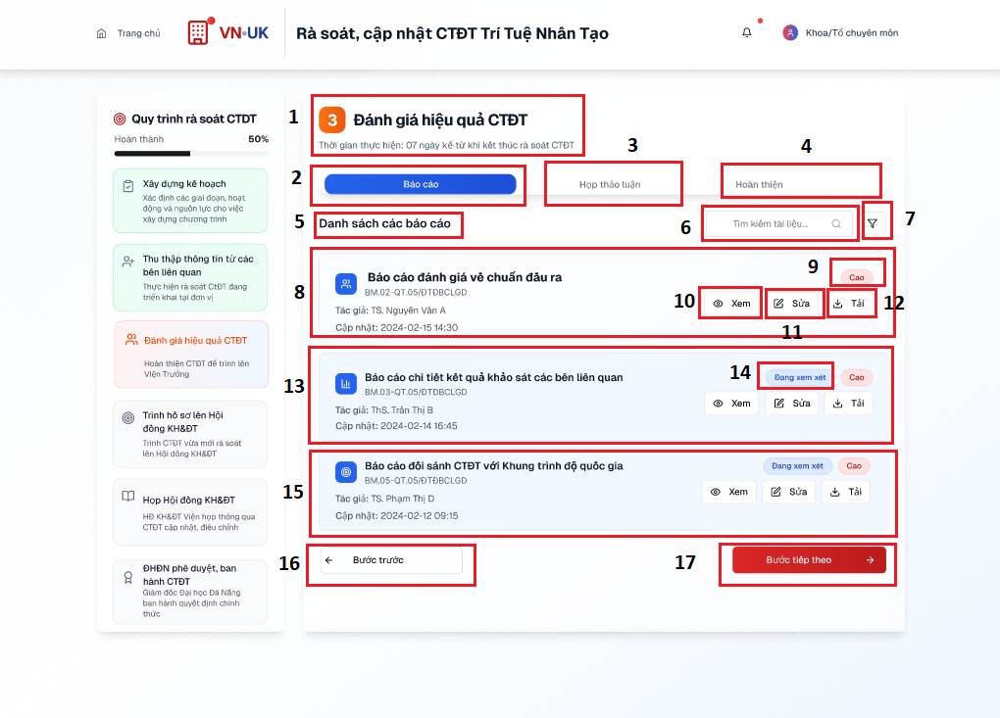 Trang chủ
VN-UK
Rà soát, cập nhật CTĐT Trí Tuệ Nhân Tạo
Khoa/Tổ chuyên môn
Quy trình rà soát CTDT
Hoàn thành 50%
Xây dựng kế hoạch
Xác định các giai đoạn, hoạt
động và nguồn lực cho việc
xây dựng chương trình
Thu thập thông tin từ các
bên liên quan
Thực hiện rà soát CtĐT đang
triển khai tại đơn vị
Đánh giá hiệu quả CTĐT
Hoàn thiện CTĐT để trình lên
Viện Trưởng
Trình hồ sơ lên Hội
đồng KH&ĐT
Trình CTĐT vừa mới rà soát
lên Hội đồng KH&ĐT
Họp Hội đồng KH&ĐT
HĐ KH&ĐT Viện họp thông qua
CTĐT cập nhật, điều chỉnh
ĐHĐN phê duyệt, ban
hành CTĐT
Giám đốc Đại học Đà Nẵng
ban hành quyết định chính
thức
1
3 Đánh giá hiệu quả CTĐT
Thời gian thực hiện: 07 ngày kể từ khi kết thúc rà soát CTĐT
2
Báo cáo
3
Họp thảo luận
4
Hoàn thiện
5
Danh sách các báo cáo
6
Tìm kiếm tài liệu...
7
8
Báo cáo đánh giá về chuẩn đầu ra
BM.02-QT.05/ĐTĐBCLGD
Tác giả: TS. Nguyễn Văn A
Cập nhật: 2024-02-15 14:30
9
Cao
10
Xem
Sửa
11
Tải
12
13
Báo cáo chi tiết kết quả khảo sát các bên liên quan
BM.03-QT.05/ĐTĐBCLGD
Tác giả: ThS. Trần Thị B
Cập nhật: 2024-02-14 16:45
14
Đang xem xét Cao
Xem Sửa Tải
15
Báo cáo đối sánh CTĐT với Khung trình độ quốc gia
BM.05-QT.05/ĐTĐBCLGD
Tác giả: TS. Phạm Thị D
Cập nhật: 2024-02-12 09:15
Đang xem xét Cao
Xem Sửa Tải
16
Bước trước
17
Bước tiếp theo